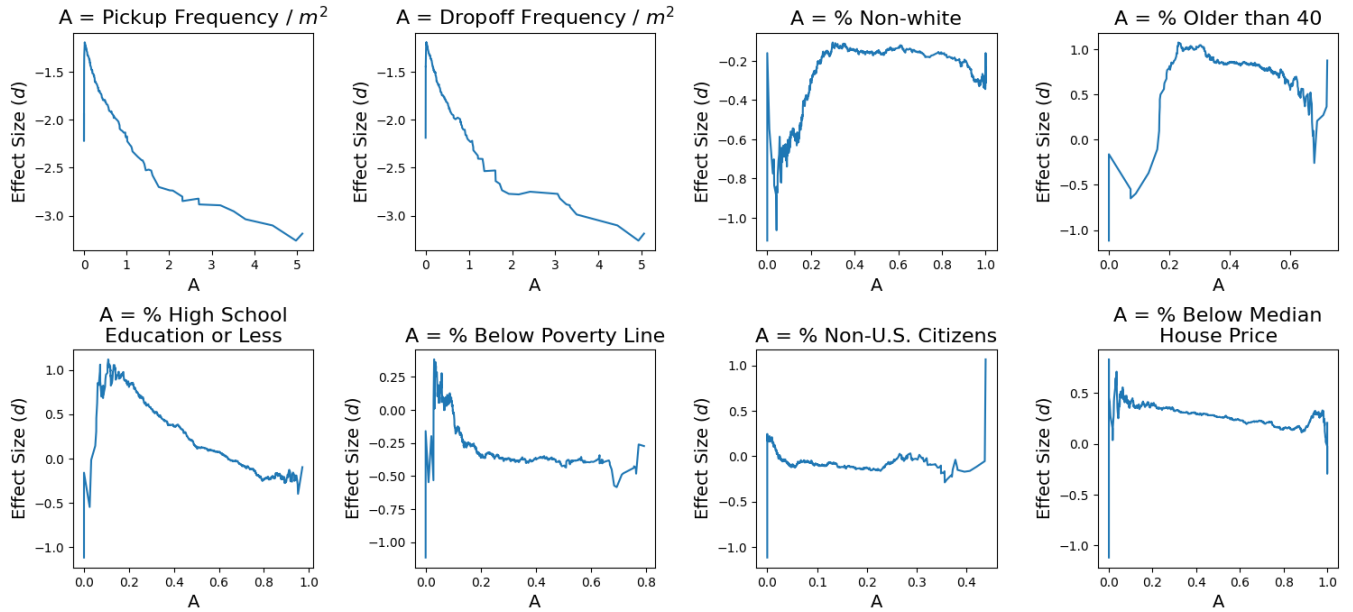 A = Pickup Frequency / m²
Effect Size (d)
−1.5
−2.0
−2.5
−3.0
0 1 2 3 4 5
A
A = Dropoff Frequency / m²
Effect Size (d)
−1.5
−2.0
−2.5
−3.0
0 1 2 3 4 5
A
A = % Non-white
Effect Size (d)
−0.2
−0.4
−0.6
−0.8
−1.0
0.0 0.2 0.4 0.6 0.8 1.0
A
A = % Older than 40
Effect Size (d)
1.0
0.5
0.0
−0.5
−1.0
0.0 0.2 0.4 0.6
A
A = % High School
Education or Less
Effect Size (d)
1.0
0.5
0.0
−0.5
−1.0
0.0 0.2 0.4 0.6 0.8 1.0
A
A = % Below Poverty Line
Effect Size (d)
0.25
0.00
−0.25
−0.50
−0.75
−1.00
0.0 0.2 0.4 0.6 0.8
A
A = % Non-U.S. Citizens
Effect Size (d)
1.0
0.5
0.0
−0.5
−1.0
0.0 0.1 0.2 0.3 0.4
A
A = % Below Median
House Price
Effect Size (d)
0.5
0.0
−0.5
−1.0
0.0 0.2 0.4 0.6 0.8 1.0
A